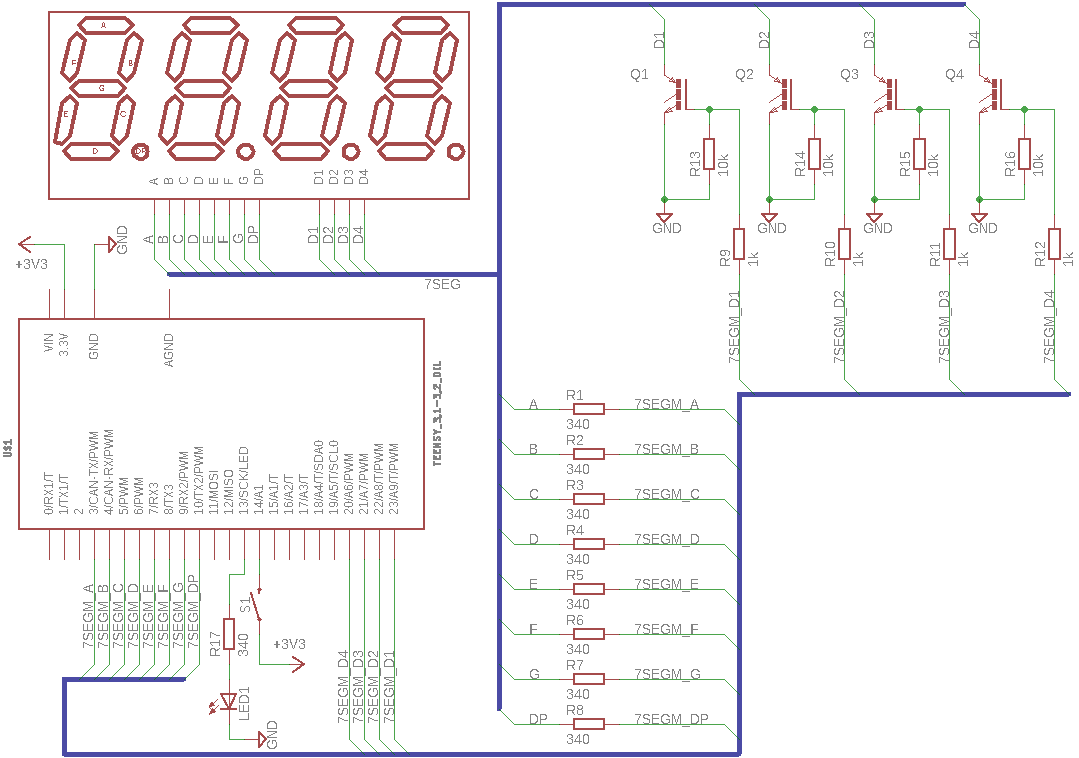 A
F B
G
E C
D DP
A B C D E F G DP D1 D2 D3 D4
A B C D E F G DP D1 D2 D3 D4
+3V3
GND
7SEG
D1 D2 D3 D4
Q1 Q2 Q3 Q4
R13 10k R14 10k R15 10k R16 10k
GND GND GND GND
R9 1k R10 1k R11 1k R12 1k
7SEGM_D1 7SEGM_D2 7SEGM_D3 7SEGM_D4
VIN
3.3V
GND
AGND
U$1
TEENSY_3.1-3.2_DIL
0/RX1/T
1/TX1/T
2
3/CAN-TX/PWM
4/CAN-RX/PWM
5/PWM
6/PWM
7/RX3
8/TX3
9/RX2/PWM
10/TX2/PWM
11/MOSI
12/MISO
13/SCK/LED
14/A1
15/A1/T
16/A2/T
17/A3/T
18/A4/T/SDA0
19/A5/T/SCL0
20/A6/PWM
21/A7/PWM
22/A8/T/PWM
23/A9/T/PWM
7SEGM_A
7SEGM_B
7SEGM_C
7SEGM_D
7SEGM_E
7SEGM_F
7SEGM_G
7SEGM_DP
R17
340
S1
+3V3
LED1
GND
7SEGM_D4
7SEGM_D3
7SEGM_D2
7SEGM_D1
A R1 7SEGM_A
340
B R2 7SEGM_B
340
C R3 7SEGM_C
340
D R4 7SEGM_D
340
E R5 7SEGM_E
340
F R6 7SEGM_F
340
G R7 7SEGM_G
340
DP R8 7SEGM_DP
340